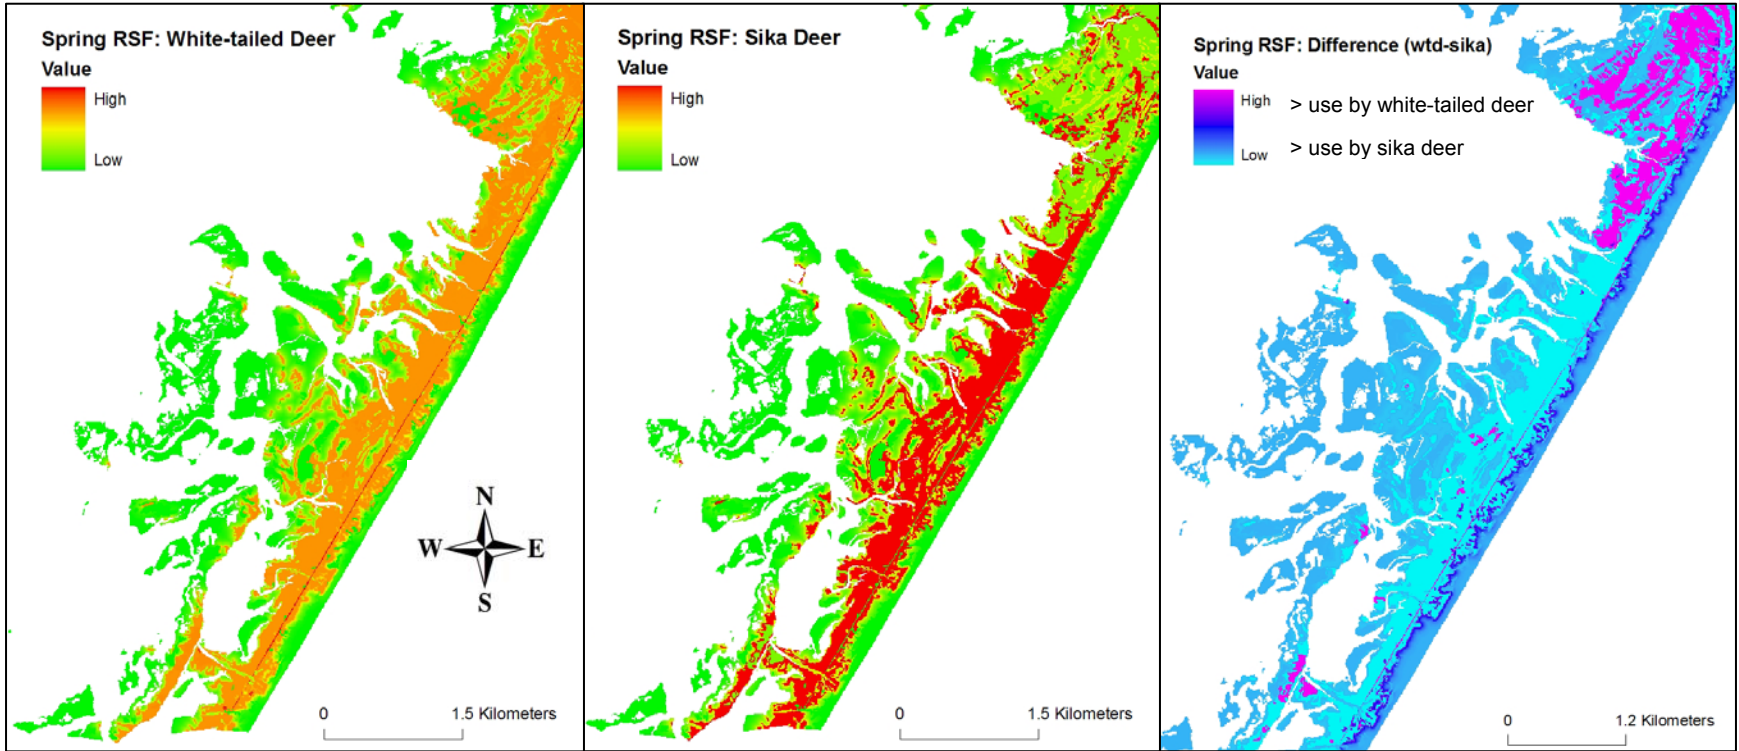 Spring RSF: White-tailed Deer
Value
High
Low
N
W E
S
0 1.5 Kilometers
Spring RSF: Sika Deer
Value
High
Low
0 1.5 Kilometers
Spring RSF: Difference (wtd-sika)
Value
High > use by white-tailed deer
Low > use by sika deer
0 1.2 Kilometers